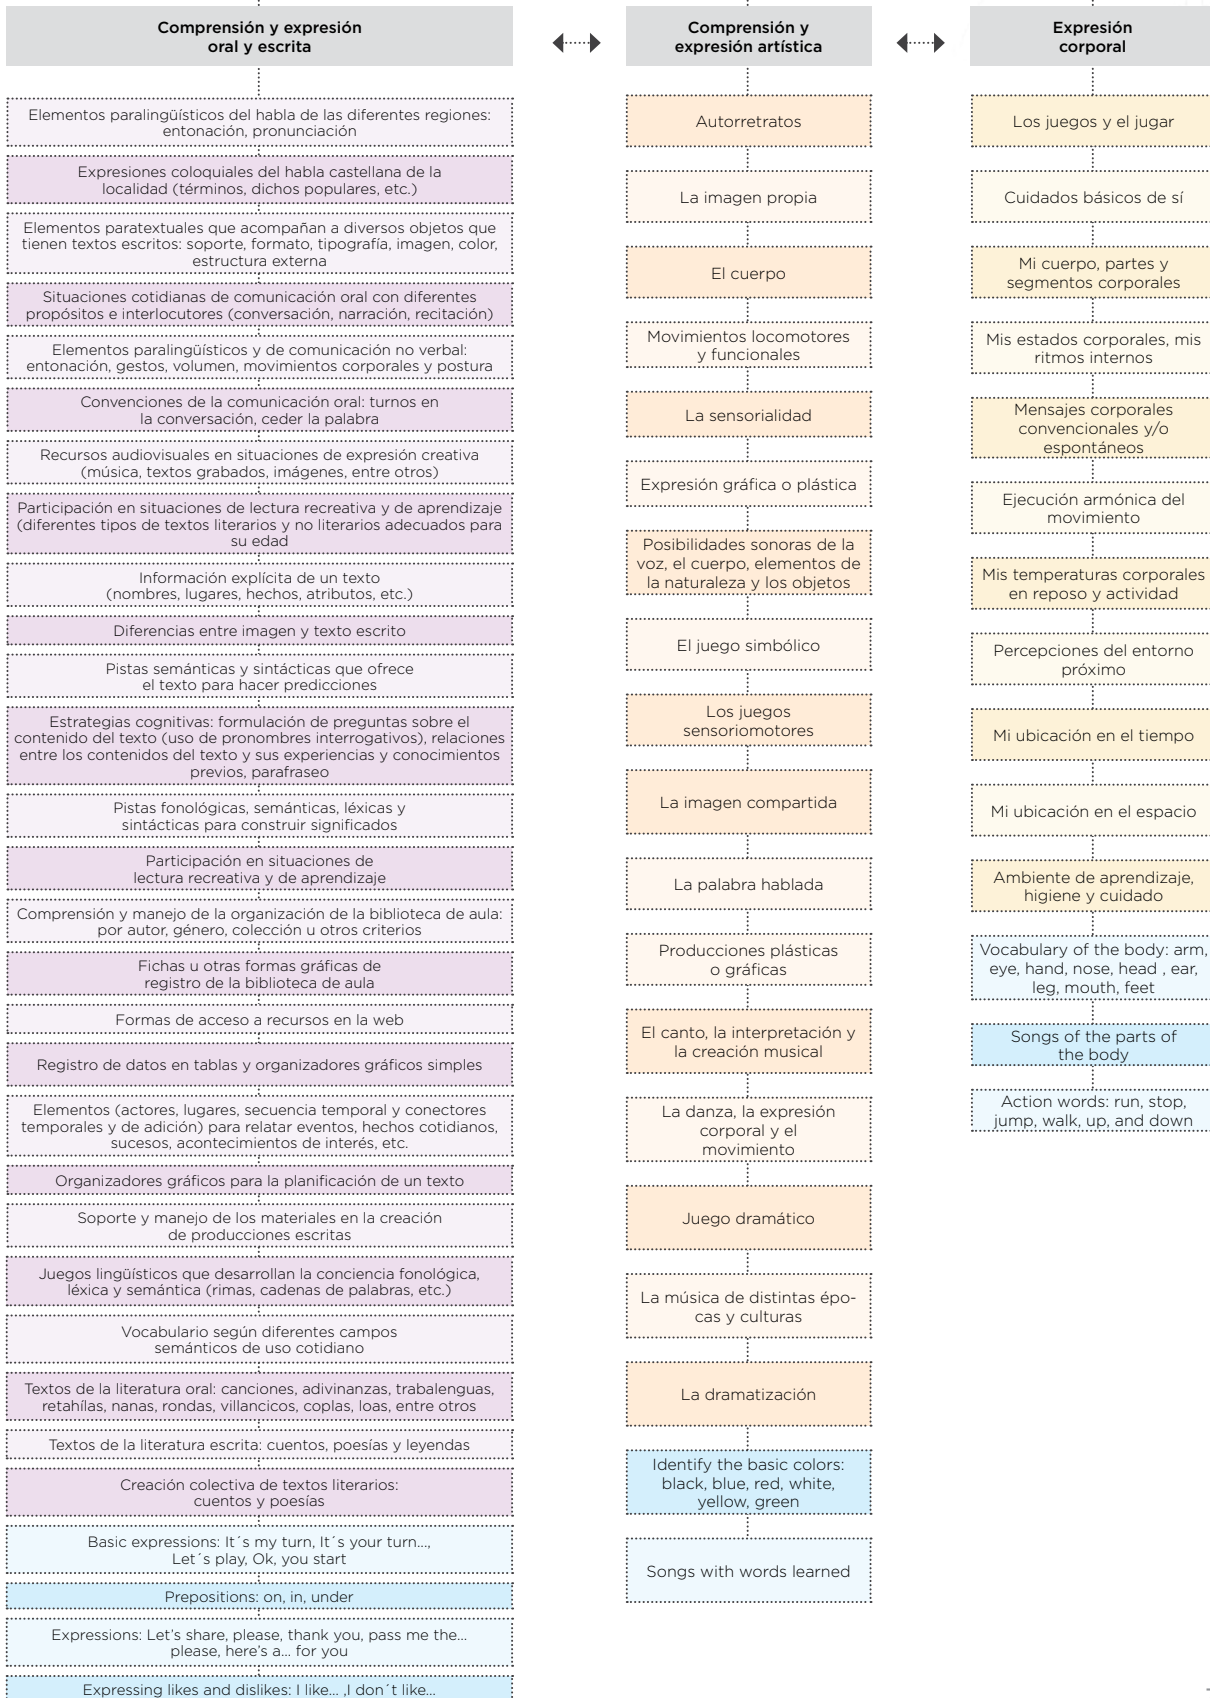 Comprensión y expresión
oral y escrita
Elementos paralingüísticos del habla de las diferentes regiones:
entonación, pronunciación
Expresiones coloquiales del habla castellana de la
localidad (términos, dichos populares, etc.)
Elementos paratextuales que acompañan a diversos objetos que
tienen textos escritos: soporte, formato, tipografía, imagen, color,
estructura externa
Situaciones cotidianas de comunicación oral con diferentes
propósitos e interlocutores (conversación, narración, recitación)
Elementos paralingüísticos y de comunicación no verbal:
entonación, gestos, volumen, movimientos corporales y postura
Convenciones de la comunicación oral: turnos en
la conversación, ceder la palabra
Recursos audiovisuales en situaciones de expresión creativa
(música, textos grabados, imágenes, entre otros)
Participación en situaciones de lectura recreativa y de aprendizaje
(diferentes tipos de textos literarios y no literarios adecuados para
su edad
Información explícita de un texto
(nombres, lugares, hechos, atributos, etc.)
Diferencias entre imagen y texto escrito
Pistas semánticas y sintácticas que ofrece
el texto para hacer predicciones
Estrategias cognitivas: formulación de preguntas sobre el
contenido del texto (uso de pronombres interrogativos), relaciones
entre los contenidos del texto y sus experiencias y conocimientos
previos, parafraseo
Pistas fonológicas, semánticas, léxicas y
sintácticas para construir significados
Participación en situaciones de
lectura recreativa y de aprendizaje
Comprensión y manejo de la organización de la biblioteca de aula:
por autor, género, colección u otros criterios
Fichas u otras formas gráficas de
registro de la biblioteca de aula
Formas de acceso a recursos en la web
Registro de datos en tablas y organizadores gráficos simples
Elementos (actores, lugares, secuencia temporal y conectores
temporales y de adición) para relatar eventos, hechos cotidianos,
sucesos, acontecimientos de interés, etc.
Organizadores gráficos para la planificación de un texto
Soporte y manejo de los materiales en la creación
de producciones escritas
Juegos lingüísticos que desarrollan la conciencia fonológica,
léxica y semántica (rimas, cadenas de palabras, etc.)
Vocabulario según diferentes campos
semánticos de uso cotidiano
Textos de la literatura oral: canciones, adivinanzas, trabalenguas,
retahílas, nanas, rondas, villancicos, coplas, loas, entre otros
Textos de la literatura escrita: cuentos, poesías y leyendas
Creación colectiva de textos literarios:
cuentos y poesías
Basic expressions: It´s my turn, It´s your turn...,
Let´s play, Ok, you start
Prepositions: on, in, under
Expressions: Let's share, please, thank you, pass me the...
please, here's a... for you
Expressing likes and dislikes: I like... ,I don´t like...
Comprensión y
expresión artística
Autorretratos
La imagen propia
El cuerpo
Movimientos locomotores
y funcionales
La sensorialidad
Expresión gráfica o plástica
Posibilidades sonoras de la
voz, el cuerpo, elementos de
la naturaleza y los objetos
El juego simbólico
Los juegos
sensoriomotores
La imagen compartida
La palabra hablada
Producciones plásticas
o gráficas
El canto, la interpretación y
la creación musical
La danza, la expresión
corporal y el
movimiento
Juego dramático
La música de distintas épo-
cas y culturas
La dramatización
Identify the basic colors:
black, blue, red, white,
yellow, green
Songs with words learned
Expresión
corporal
Los juegos y el jugar
Cuidados básicos de sí
Mi cuerpo, partes y
segmentos corporales
Mis estados corporales, mis
ritmos internos
Mensajes corporales
convencionales y/o
espontáneos
Ejecución armónica del
movimiento
Mis temperaturas corporales
en reposo y actividad
Percepciones del entorno
próximo
Mi ubicación en el tiempo
Mi ubicación en el espacio
Ambiente de aprendizaje,
higiene y cuidado
Vocabulary of the body: arm,
eye, hand, nose, head , ear,
leg, mouth, feet
Songs of the parts of
the body
Action words: run, stop,
jump, walk, up, and down